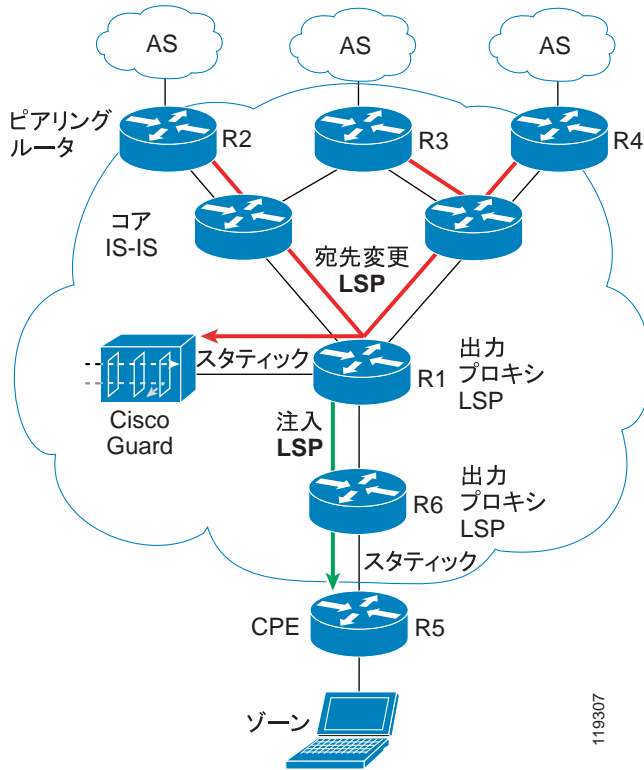 AS
AS
AS
ピアリング
ルータ
R2
R3
R4
コア
IS-IS
宛先変更
LSP
スタティック
R1
出力
プロキシ
LSP
Cisco
Guard
注入
LSP
R6
出力
プロキシ
LSP
スタティック
CPE
R5
ゾーン
119307